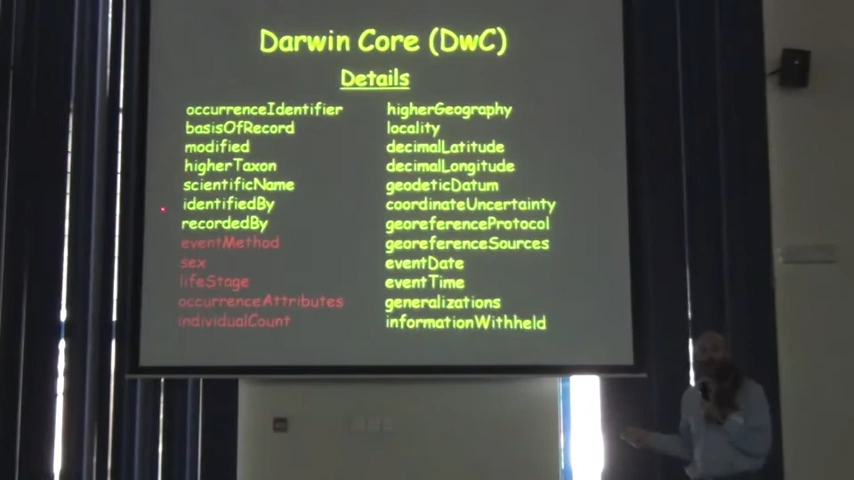 Darwin Core (DwC)
Details
occurrenceIdentifier
basisOfRecord
modified
higherTaxon
scientificName
identifiedBy
recordedBy
eventMethod
sex
lifeStage
occurrenceAttributes
individualCount
higherGeography
locality
decimalLatitude
decimalLongitude
geodeticDatum
coordinateUncertainty
georeferenceProtocol
georeferenceSources
eventDate
eventTime
generalizations
informationWithheld